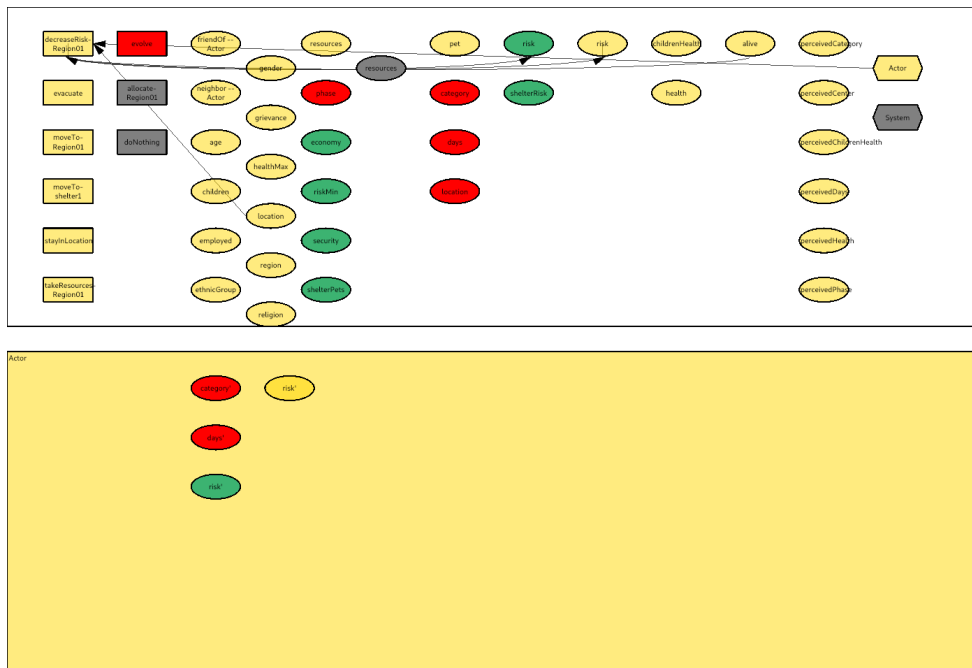 decreaseRisk-
Region01
evolve
friendOf --
Actor
resources
pet
risk
risk
childrenHealth
alive
perceivedCategory
gender
resources
Actor
evacuate
allocate-
Region01
neighbor --
Actor
phase
category
shelterRisk
health
perceivedCenter
grievance
System
moveTo-
Region01
doNothing
age
economy
days
perceivedChildrenHealth
healthMax
moveTo-
shelter1
children
riskMin
location
perceivedDays
location
stayInLocation
employed
security
perceivedHealth
region
takeResources-
Region01
ethnicGroup
shelterPets
perceivedPhase
religion
Actor
category'
risk'
days'
risk'